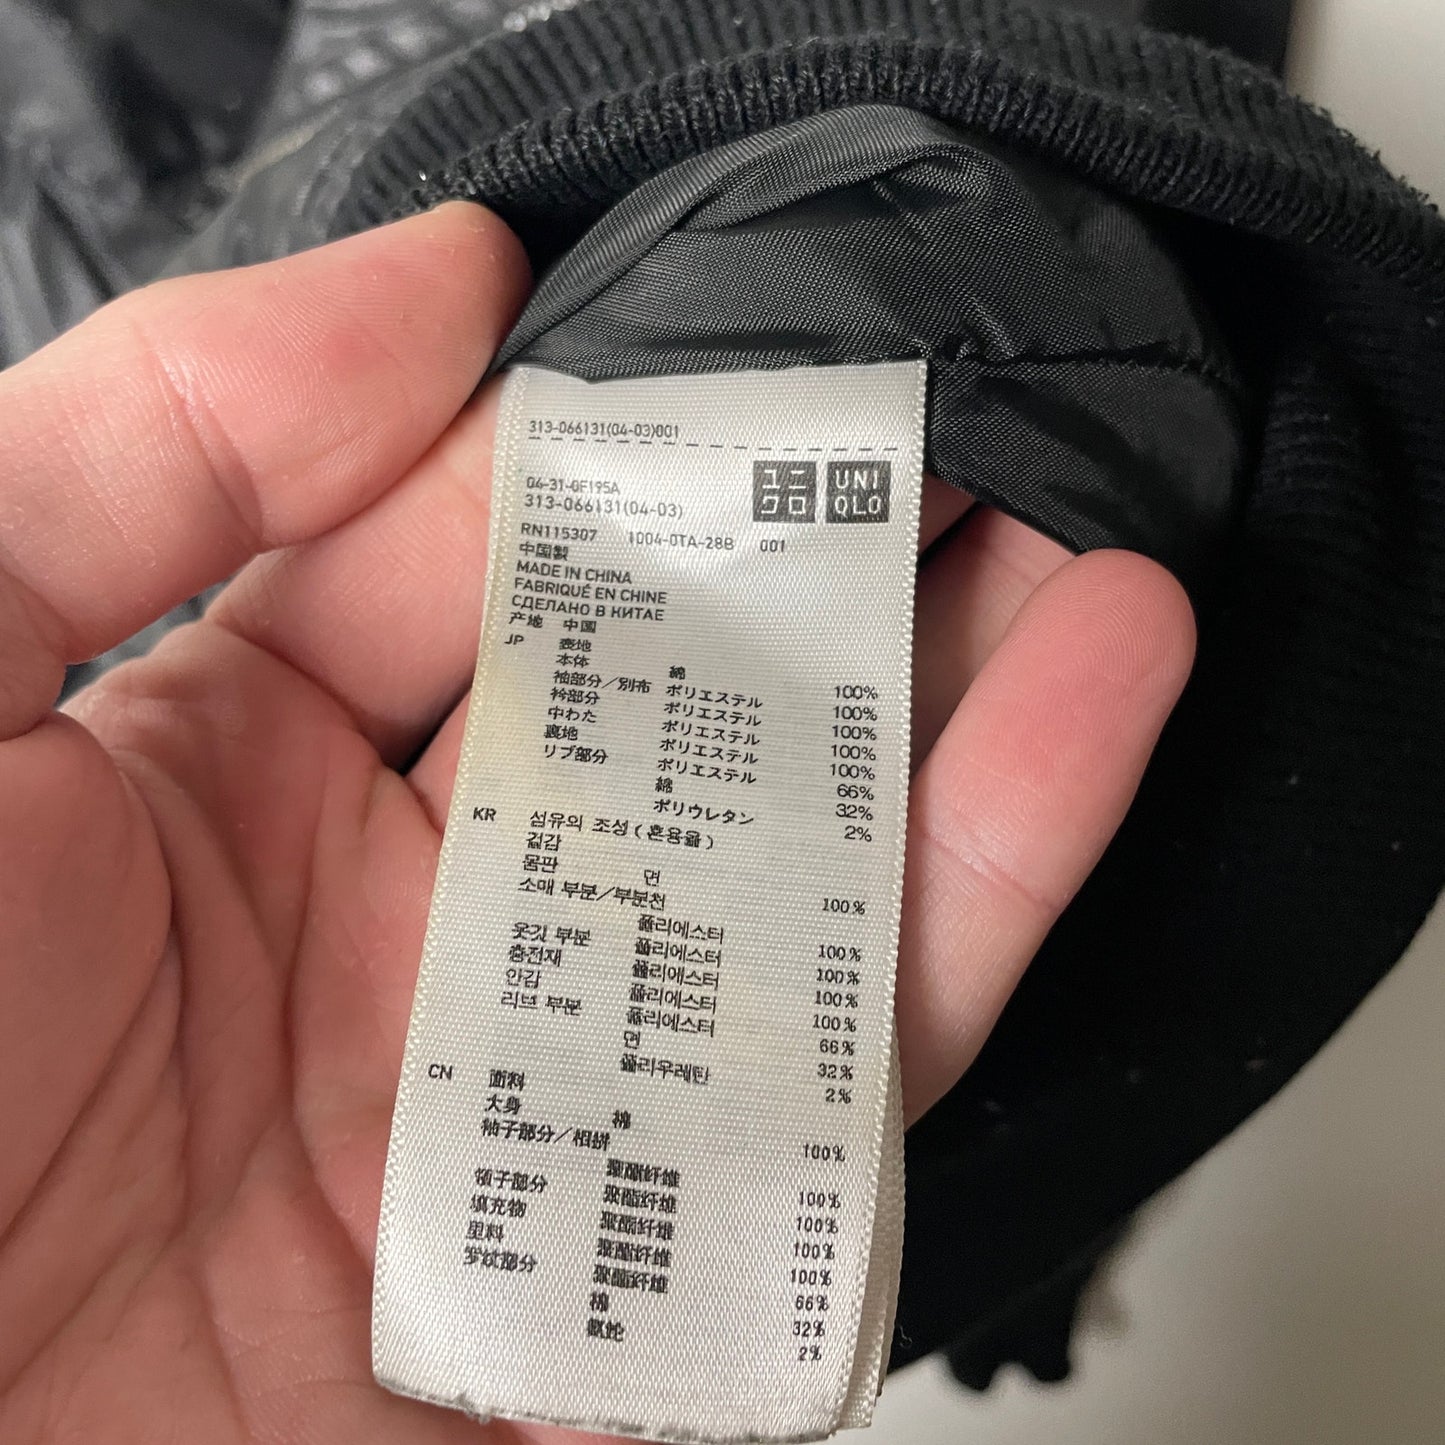 313-066131(04-03)001
ユニクロ UNIQLO
04-31-0F195A
313-066131(04-03)
RN115307 1004-0TA-28B 001
中国製
MADE IN CHINA
FABRIQUÉ EN CHINE
СДЕЛАНО В КИТАЕ
产地 中国
JP 表地
本体 綿 100%
袖部分／別布 ポリエステル 100%
衿部分 ポリエステル 100%
中わた ポリエステル 100%
裏地 ポリエステル 100%
リブ部分 ポリエステル 66%
綿 32%
ポリウレタン 2%
KR 섬유의 조성(혼용율)
겉감
몸판 면 100%
소매 부분／부분천
폴리에스터 100%
옷깃 부분 폴리에스터 100%
충전재 폴리에스터 100%
안감 폴리에스터 100%
리브 부분 폴리에스터 66%
면 32%
폴리우레탄 2%
CN 面料
大身 棉 100%
袖子部分／相拼
聚酯纤维 100%
领子部分 聚酯纤维 100%
填充物 聚酯纤维 100%
里料 聚酯纤维 100%
罗纹部分 聚酯纤维 66%
棉 32%
氨纶 2%